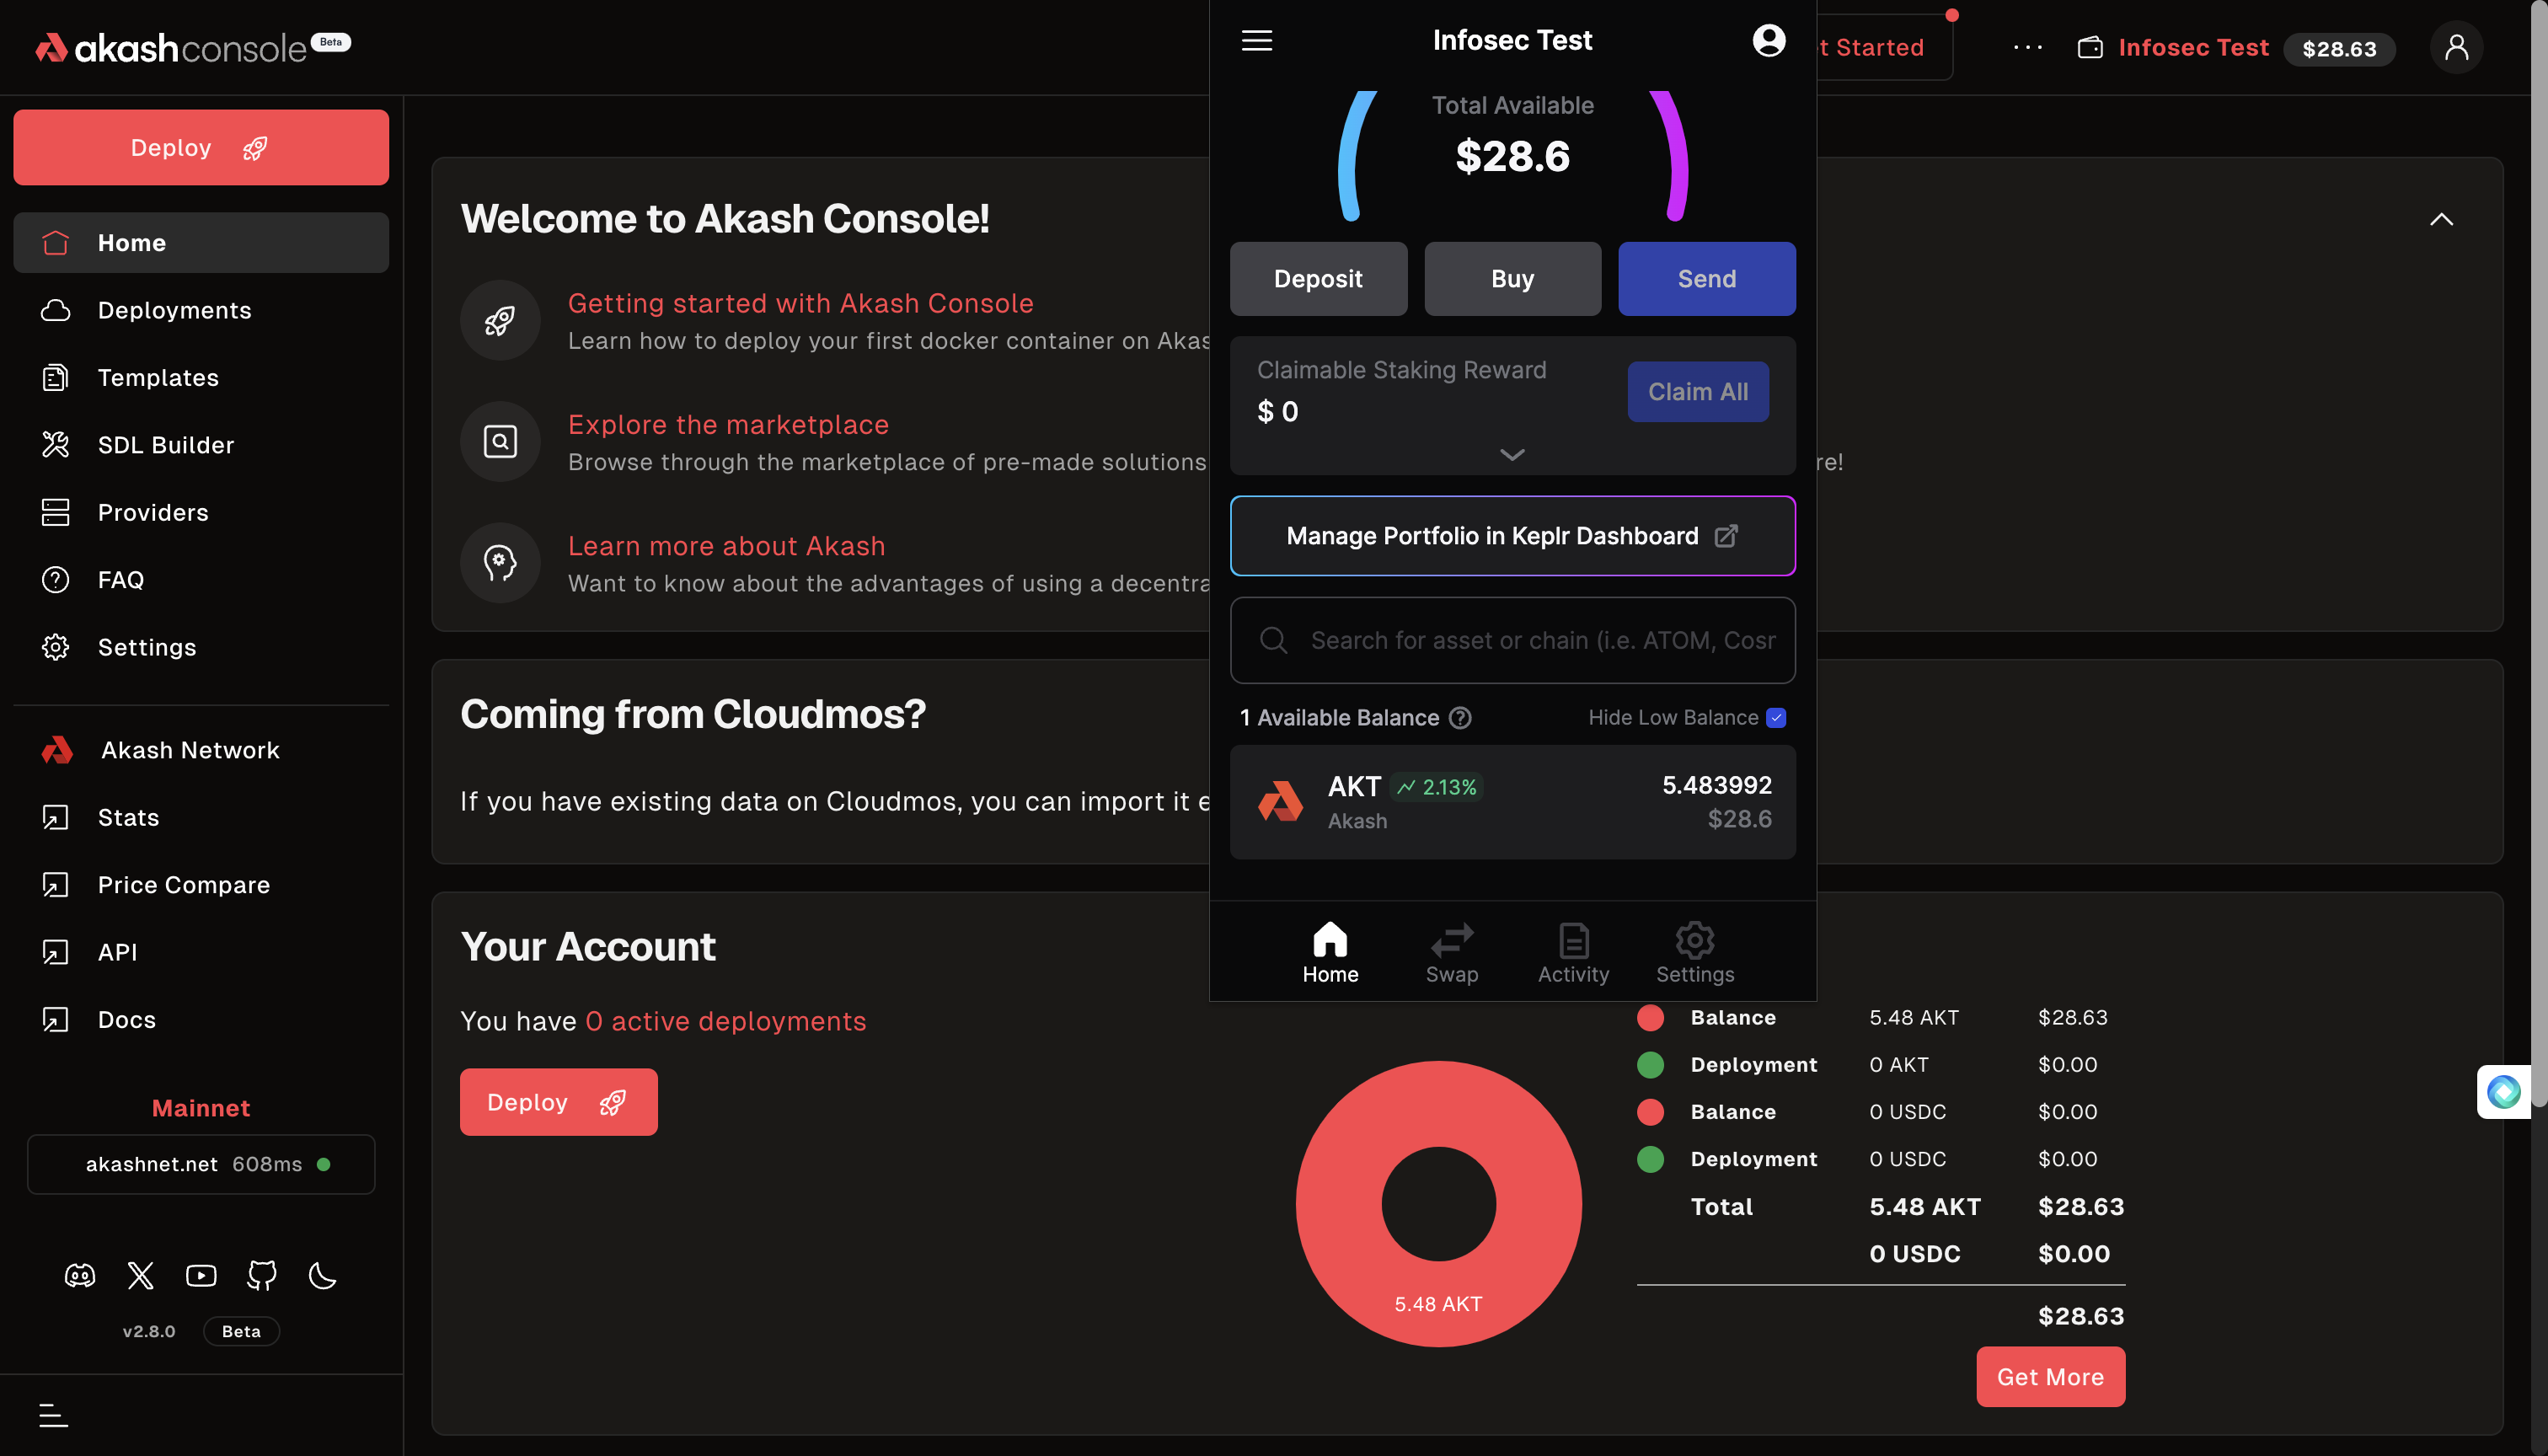 akashconsole Beta
Deploy
Home
Deployments
Templates
SDL Builder
Providers
FAQ
Settings
Akash Network
Stats
Price Compare
API
Docs
Mainnet
akashnet.net 608ms
v2.8.0 Beta
t Started
Infosec Test $28.63
Welcome to Akash Console!
Getting started with Akash Console
Learn how to deploy your first docker container on Akas
Explore the marketplace
Browse through the marketplace of pre-made solutions
re!
Learn more about Akash
Want to know about the advantages of using a decentra
Coming from Cloudmos?
If you have existing data on Cloudmos, you can import it e
Your Account
You have 0 active deployments
Deploy
5.48 AKT
Balance 5.48 AKT $28.63
Deployment 0 AKT $0.00
Balance 0 USDC $0.00
Deployment 0 USDC $0.00
Total 5.48 AKT $28.63
0 USDC $0.00
$28.63
Get More
Infosec Test
Total Available
$28.6
Deposit Buy Send
Claimable Staking Reward
$ 0
Claim All
Manage Portfolio in Keplr Dashboard
Search for asset or chain (i.e. ATOM, Cosr
1 Available Balance Hide Low Balance
AKT 2.13% 5.483992
Akash $28.6
Home Swap Activity Settings